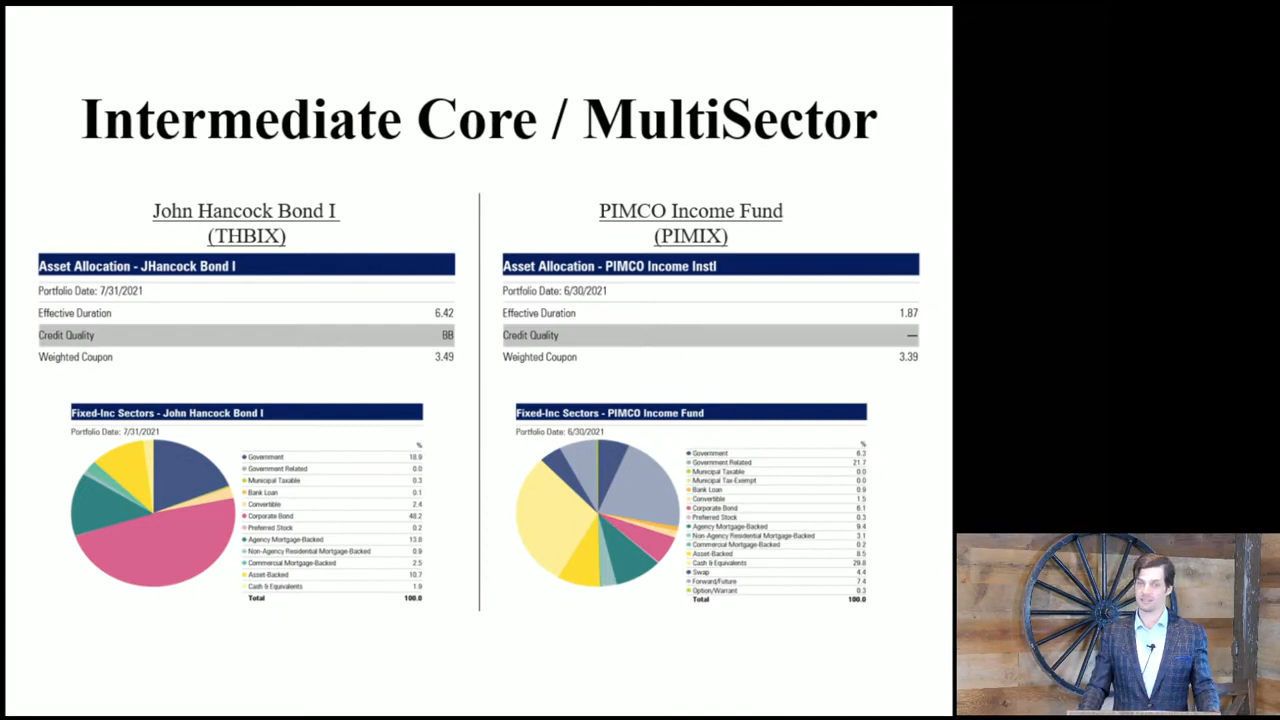 Intermediate Core / MultiSector
John Hancock Bond I
(THBIX)
Asset Allocation - JHancock Bond I
Portfolio Date: 7/31/2021
Effective Duration 6.42
Credit Quality BB
Weighted Coupon 3.49
Fixed-Inc Sectors - John Hancock Bond I
Portfolio Date: 7/31/2021
%
Government 18.9
Government Related 0.0
Municipal Taxable 0.3
Bank Loan 0.1
Convertible 2.4
Corporate Bond 48.2
Preferred Stock 0.2
Agency Mortgage-Backed 13.8
Non-Agency Residential Mortgage-Backed 0.9
Commercial Mortgage-Backed 2.5
Asset-Backed 10.7
Cash & Equivalents 1.9
Total 100.0
PIMCO Income Fund
(PIMIX)
Asset Allocation - PIMCO Income Instl
Portfolio Date: 6/30/2021
Effective Duration 1.87
Credit Quality —
Weighted Coupon 3.39
Fixed-Inc Sectors - PIMCO Income Fund
Portfolio Date: 6/30/2021
%
Government 6.3
Government Related 21.7
Municipal Taxable 0.0
Municipal Tax-Exempt 0.0
Bank Loan 0.9
Convertible 1.5
Corporate Bond 6.1
Preferred Stock 0.3
Agency Mortgage-Backed 9.4
Non-Agency Residential Mortgage-Backed 3.1
Commercial Mortgage-Backed 0.2
Asset-Backed 8.5
Cash & Equivalents 29.8
Swap 4.4
Forward/Future 7.4
Option/Warrant 0.3
Total 100.0